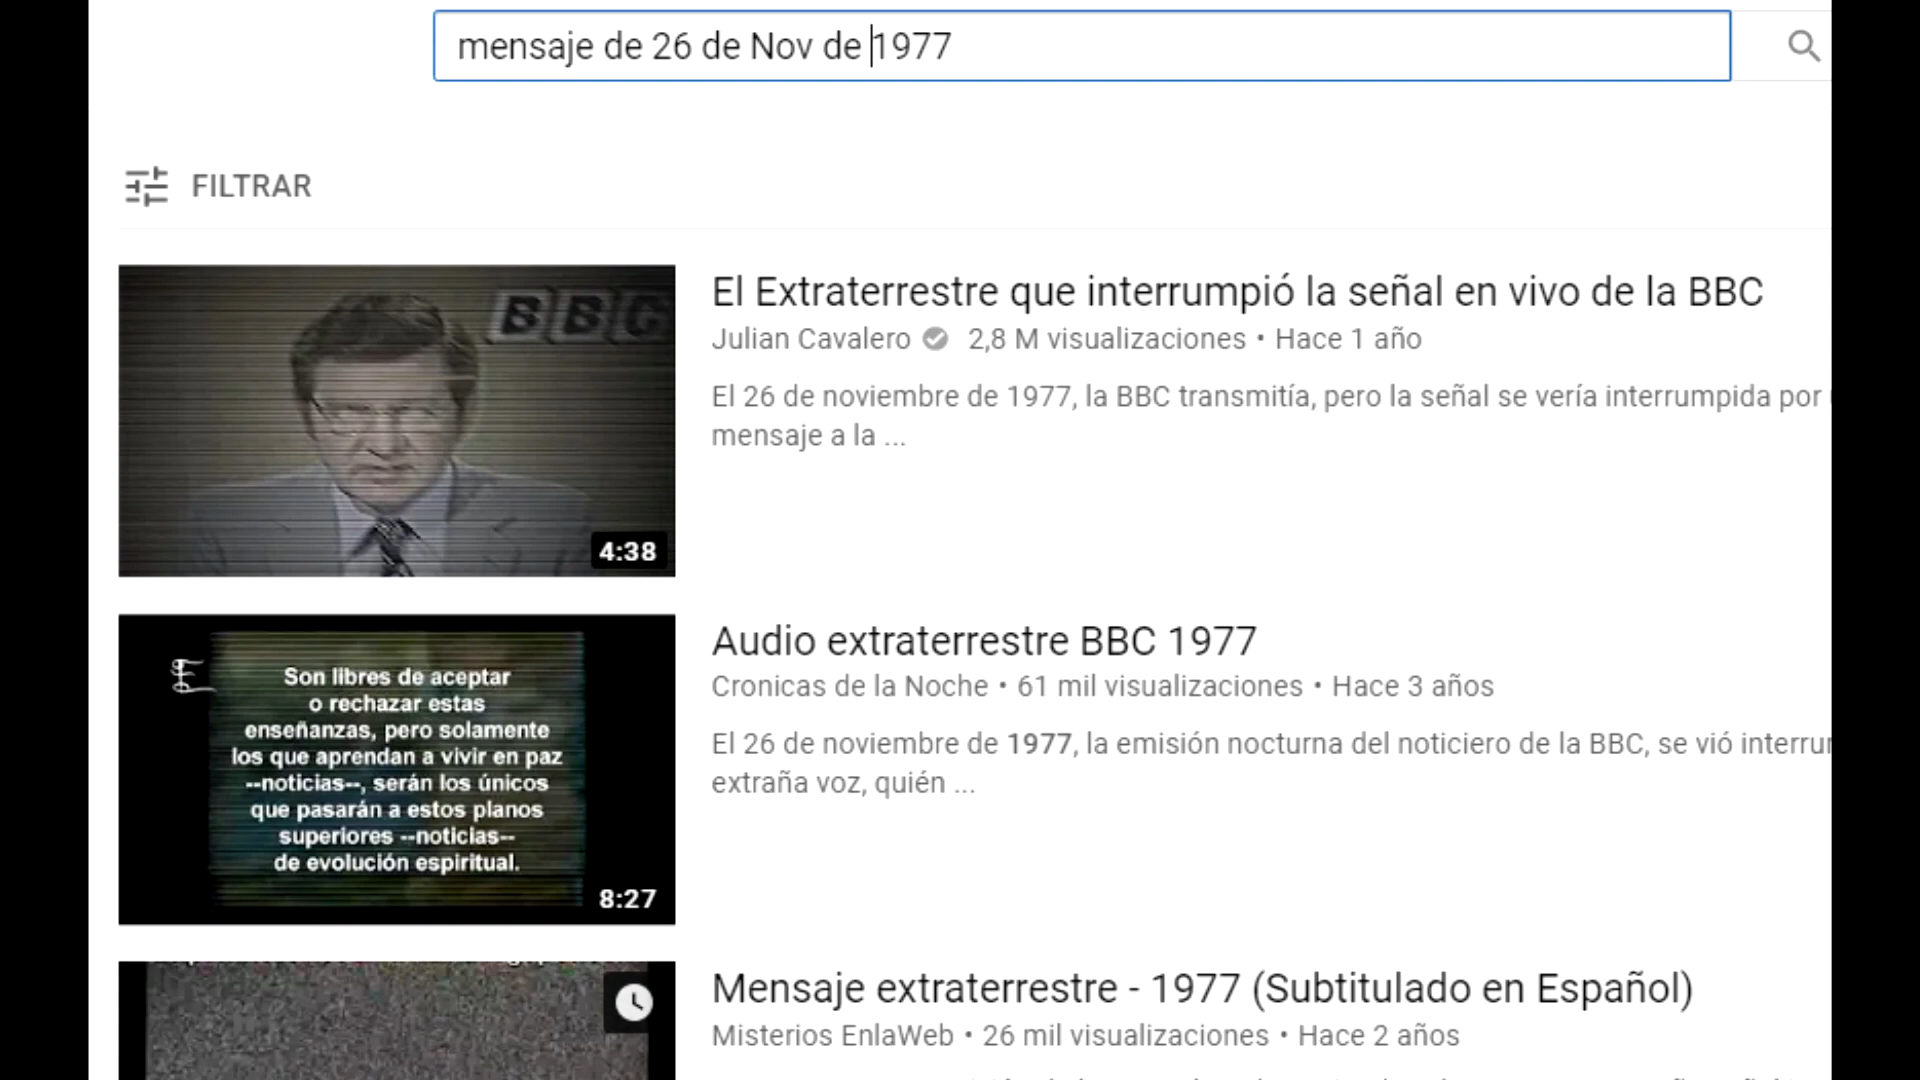 mensaje de 26 de Nov de 1977
FILTRAR
BBC
4:38
El Extraterrestre que interrumpió la señal en vivo de la BBC
Julian Cavalero 2,8 M visualizaciones • Hace 1 año
El 26 de noviembre de 1977, la BBC transmitía, pero la señal se vería interrumpida por
mensaje a la ...
Son libres de aceptar
o rechazar estas
enseñanzas, pero solamente
los que aprendan a vivir en paz
--noticias--, serán los únicos
que pasarán a estos planos
superiores --noticias--
de evolución espiritual.
8:27
Audio extraterrestre BBC 1977
Cronicas de la Noche • 61 mil visualizaciones • Hace 3 años
El 26 de noviembre de 1977, la emisión nocturna del noticiero de la BBC, se vió interrur
extraña voz, quién ...
Mensaje extraterrestre - 1977 (Subtitulado en Español)
Misterios EnlaWeb • 26 mil visualizaciones • Hace 2 años